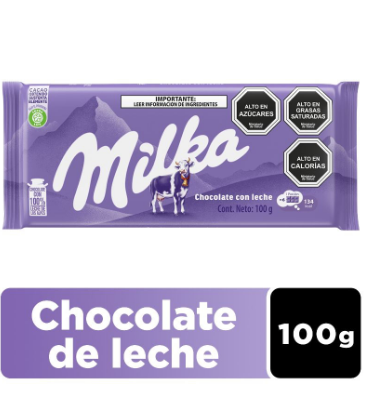 IMPORTANTE:
LEER INFORMACIÓN DE INGREDIENTES
ALTO EN
AZÚCARES
ALTO EN
GRASAS
SATURADAS
ALTO EN
CALORÍAS
Milka
Chocolate con leche
Cont. Neto: 100 g
134
Chocolate
de leche
100g